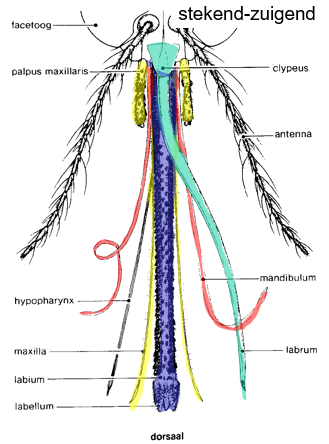 stekend-zuigend
facetoog
palpus maxillaris
clypeus
antenna
mandibulum
hypopharynx
maxilla
labrum
labium
labellum
dorsaal